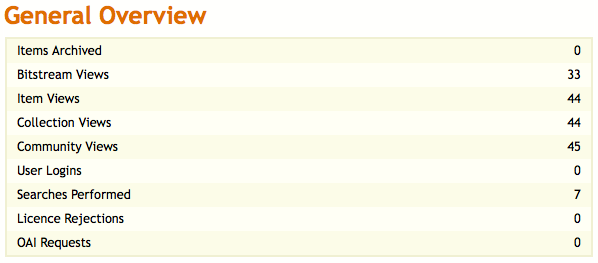 General Overview
Items Archived 0
Bitstream Views 33
Item Views 44
Collection Views 44
Community Views 45
User Logins 0
Searches Performed 7
Licence Rejections 0
OAI Requests 0